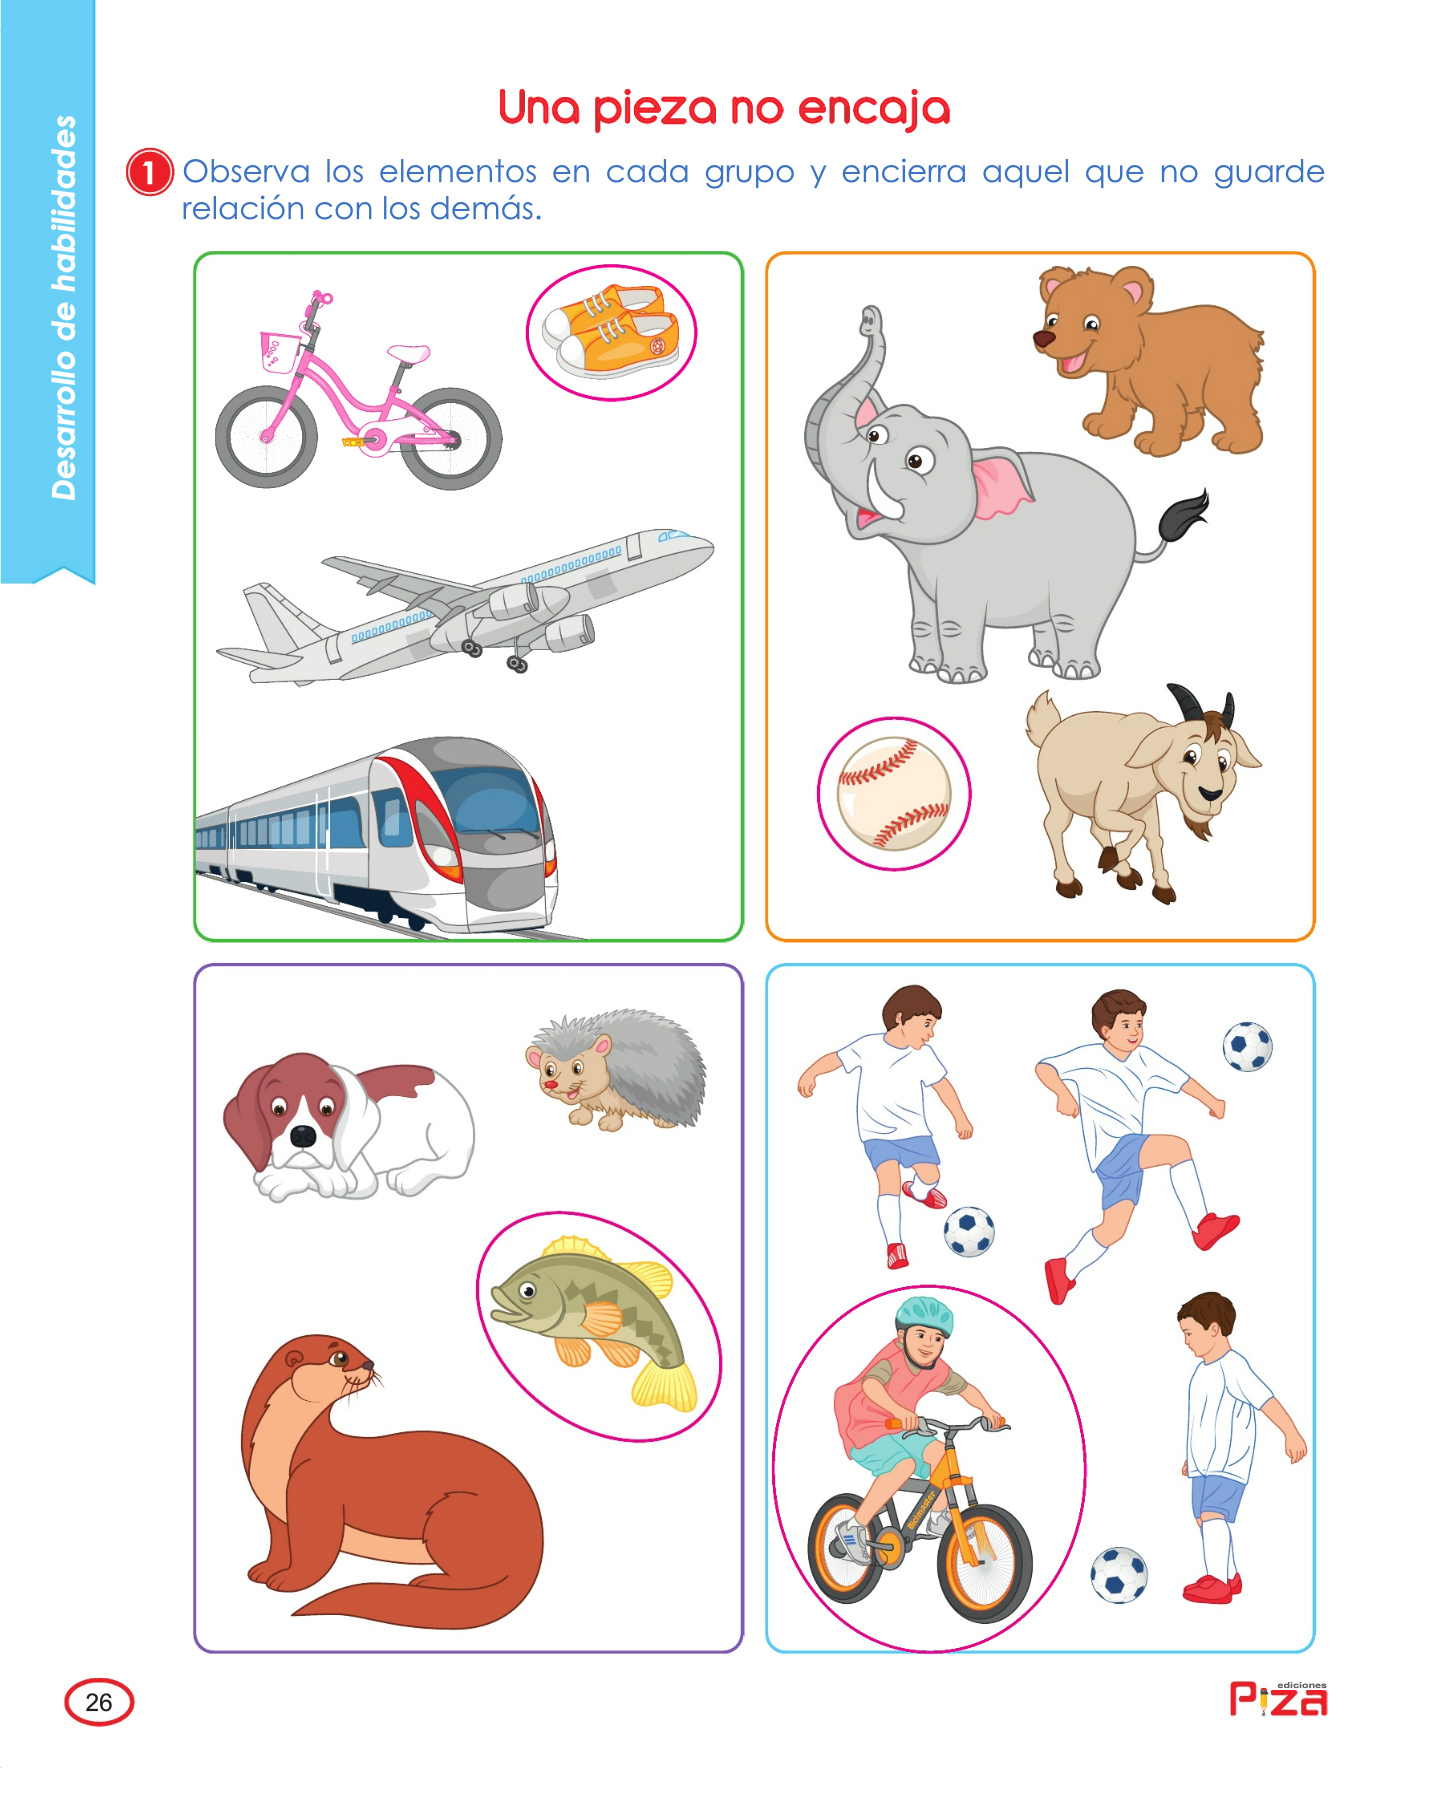 Desarrollo de habilidades
Una pieza no encaja
1 Observa los elementos en cada grupo y encierra aquel que no guarde
relación con los demás.
Bicimaster
26
ediciones
Piza